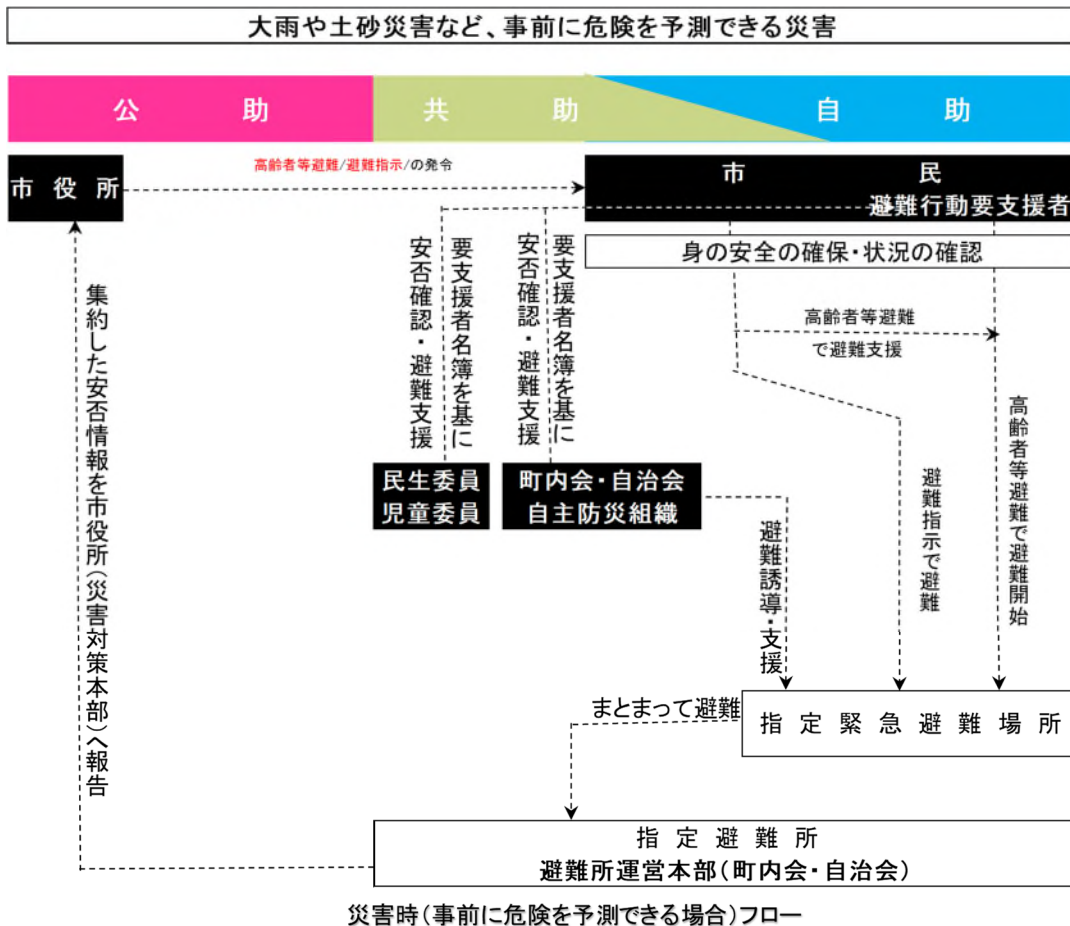 大雨や土砂災害など、事前に危険を予測できる災害
公助
共助
自助
市役所
高齢者等避難/避難指示/の発令
市民
避難行動要支援者
身の安全の確保・状況の確認
要支援者名簿を基に
安否確認・避難支援
要支援者名簿を基に
安否確認・避難支援
高齢者等避難
で避難支援
民生委員
児童委員
町内会・自治会
自主防災組織
避難誘導・支援
避難指示で避難
高齢者等避難で避難開始
集約した安否情報を市役所(災害対策本部)へ報告
まとまって避難
指定緊急避難場所
指定避難所
避難所運営本部(町内会・自治会)
災害時(事前に危険を予測できる場合)フロー